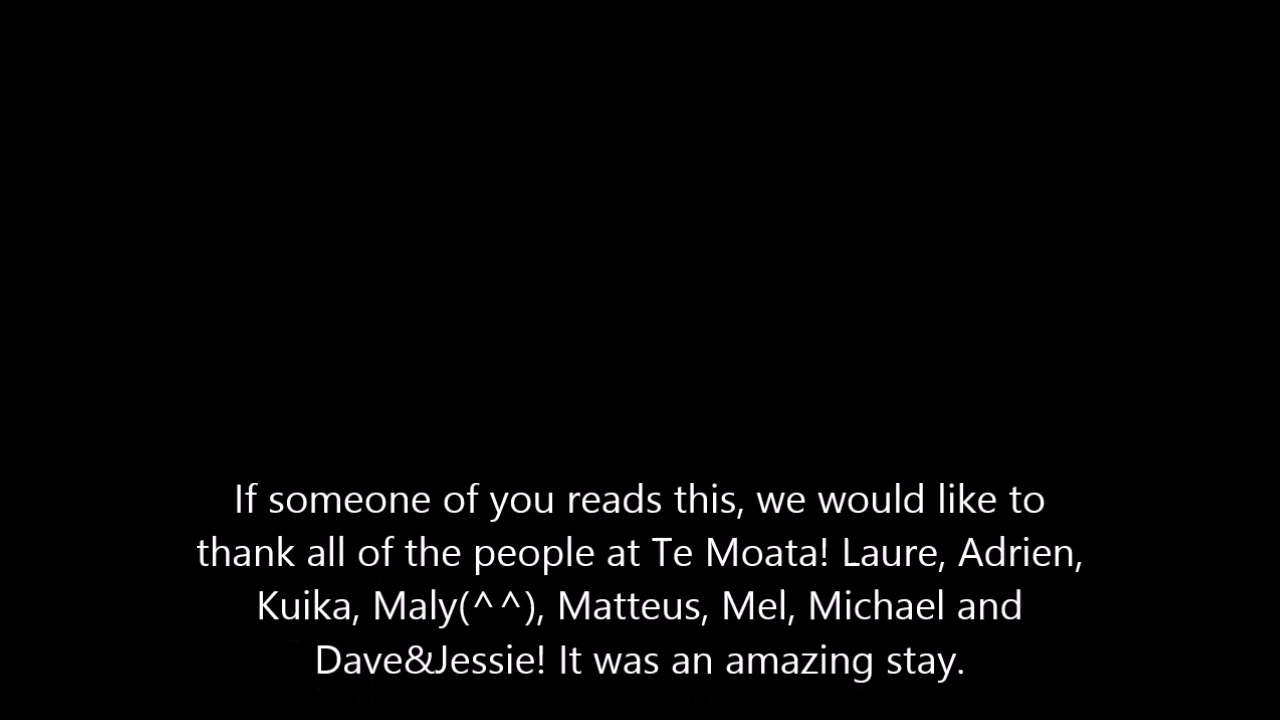 If someone of you reads this, we would like to
thank all of the people at Te Moata! Laure, Adrien,
Kuika, Maly(^^), Matteus, Mel, Michael and
Dave&Jessie! It was an amazing stay.